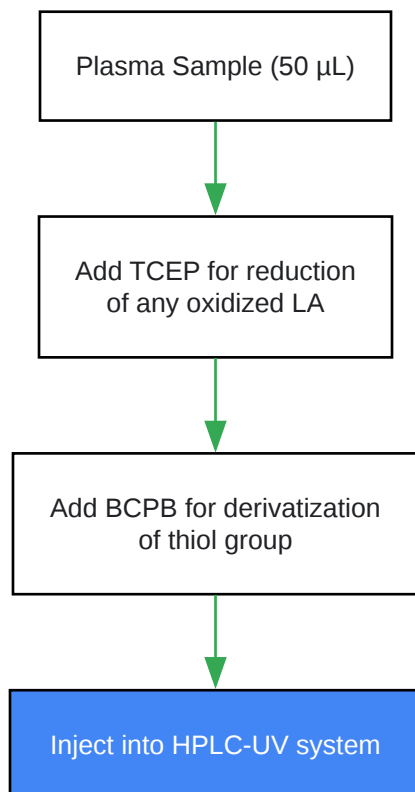 Plasma Sample (50 µL)
Add TCEP for reduction
of any oxidized LA
Add BCPB for derivatization
of thiol group
Inject into HPLC-UV system